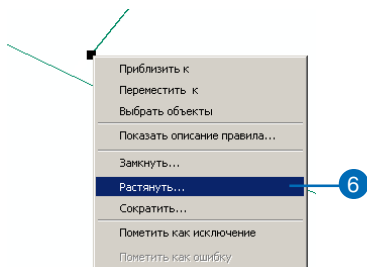 Приблизить к
Переместить к
Выбрать объекты
Показать описание правила...
Замкнуть...
Растянуть...
6
Сократить...
Пометить как исключение
Пометить как ошибку